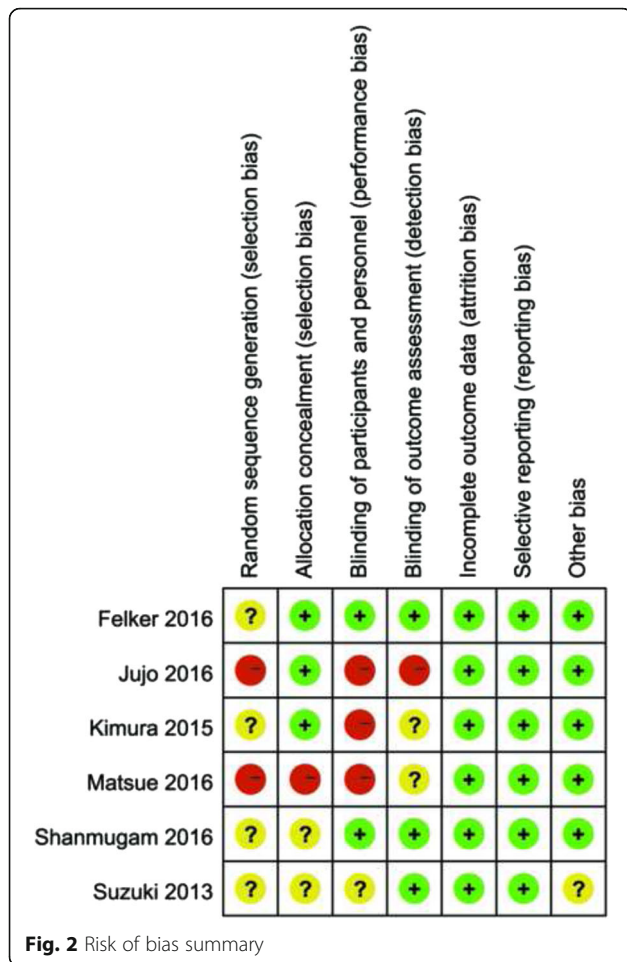 Random sequence generation (selection bias)
Allocation concealment (selection bias)
Blinding of participants and personnel (performance bias)
Blinding of outcome assessment (detection bias)
Incomplete outcome data (attrition bias)
Selective reporting (reporting bias)
Other bias
Felker 2016 ? + + + + + +
Jujo 2016 - + - - + + +
Kimura 2015 ? + - ? + + +
Matsue 2016 - - - ? + + +
Shanmugam 2016 ? ? + + + + +
Suzuki 2013 ? ? ? + + + ?
Fig. 2 Risk of bias summary